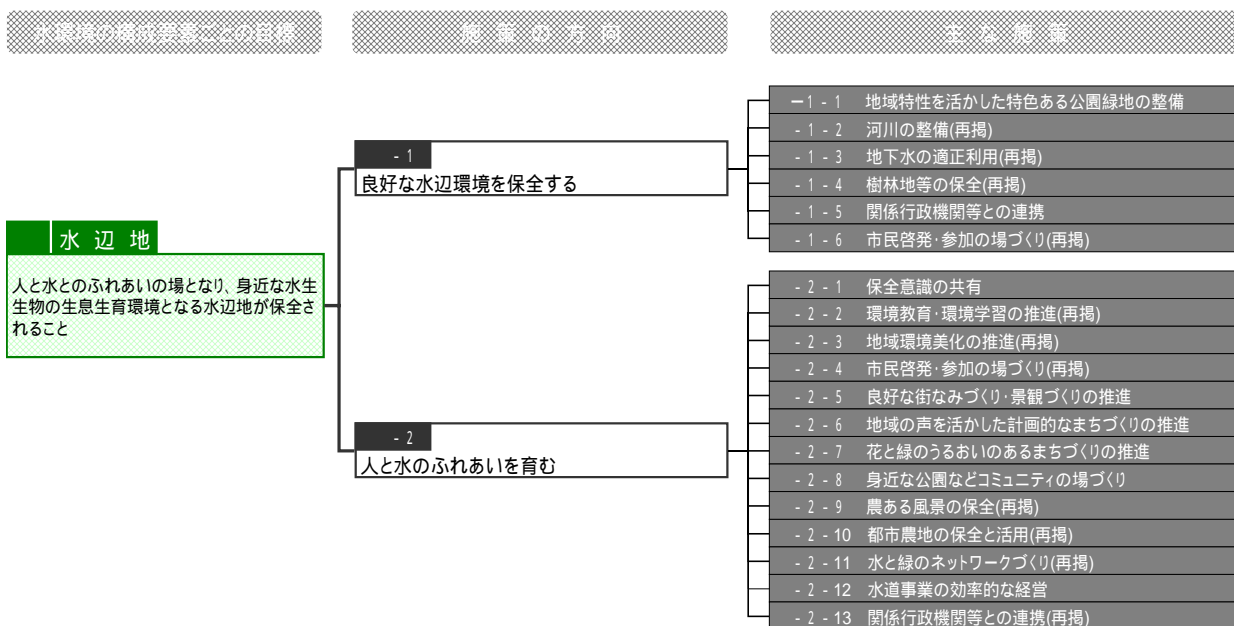 水環境の構成要素ごとの目標
施策の方向
主な施策
水辺地
人と水とのふれあいの場となり、身近な水生
生物の生息生育環境となる水辺地が保全さ
れること
- 1
良好な水辺環境を保全する
- 2
人と水のふれあいを育む
ー1 - 1 地域特性を活かした特色ある公園緑地の整備
- 1 - 2 河川の整備(再掲)
- 1 - 3 地下水の適正利用(再掲)
- 1 - 4 樹林地等の保全(再掲)
- 1 - 5 関係行政機関等との連携
- 1 - 6 市民啓発・参加の場づくり(再掲)
- 2 - 1 保全意識の共有
- 2 - 2 環境教育・環境学習の推進(再掲)
- 2 - 3 地域環境美化の推進(再掲)
- 2 - 4 市民啓発・参加の場づくり(再掲)
- 2 - 5 良好な街なみづくり・景観づくりの推進
- 2 - 6 地域の声を活かした計画的なまちづくりの推進
- 2 - 7 花と緑のうるおいのあるまちづくりの推進
- 2 - 8 身近な公園などコミュニティの場づくり
- 2 - 9 農ある風景の保全(再掲)
- 2 - 10 都市農地の保全と活用(再掲)
- 2 - 11 水と緑のネットワークづくり(再掲)
- 2 - 12 水道事業の効率的な経営
- 2 - 13 関係行政機関等との連携(再掲)